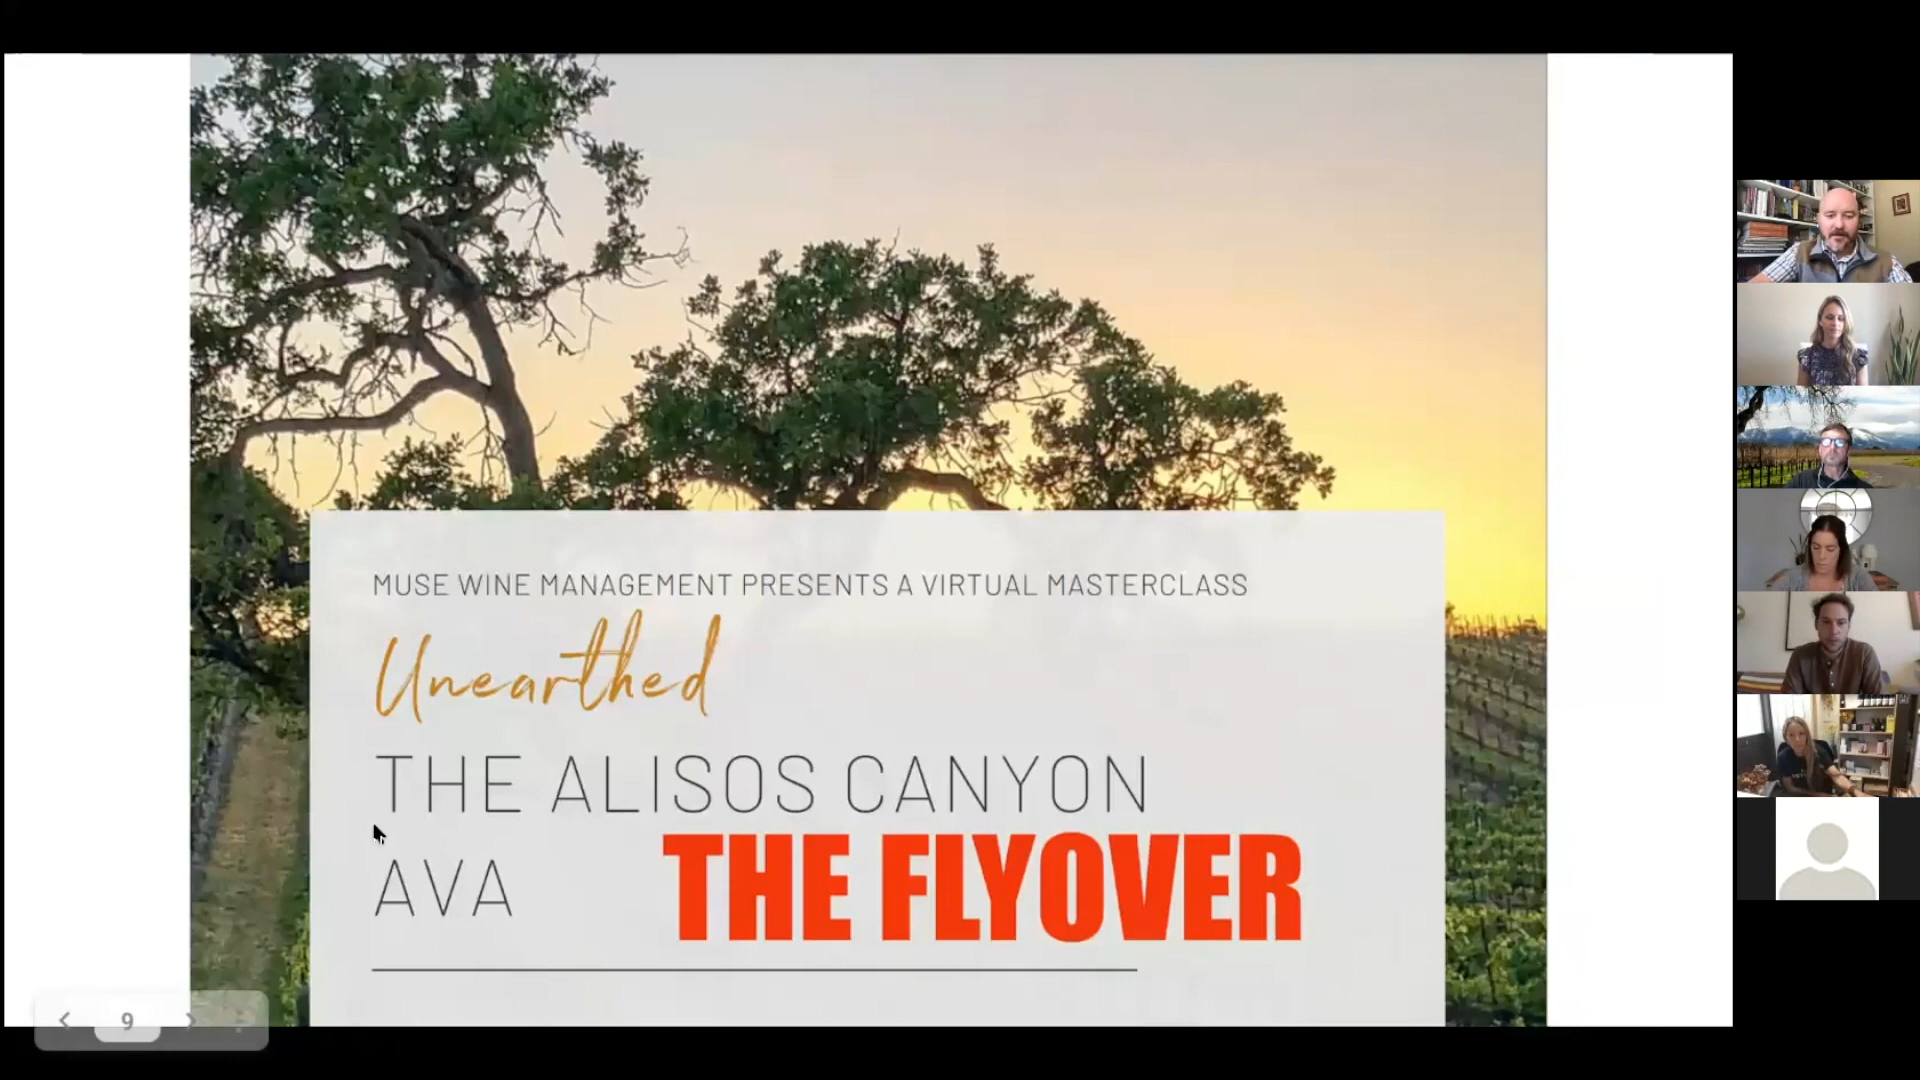 MUSE WINE MANAGEMENT PRESENTS A VIRTUAL MASTERCLASS
Unearthed
THE ALISOS CANYON
AVA
THE FLYOVER
9